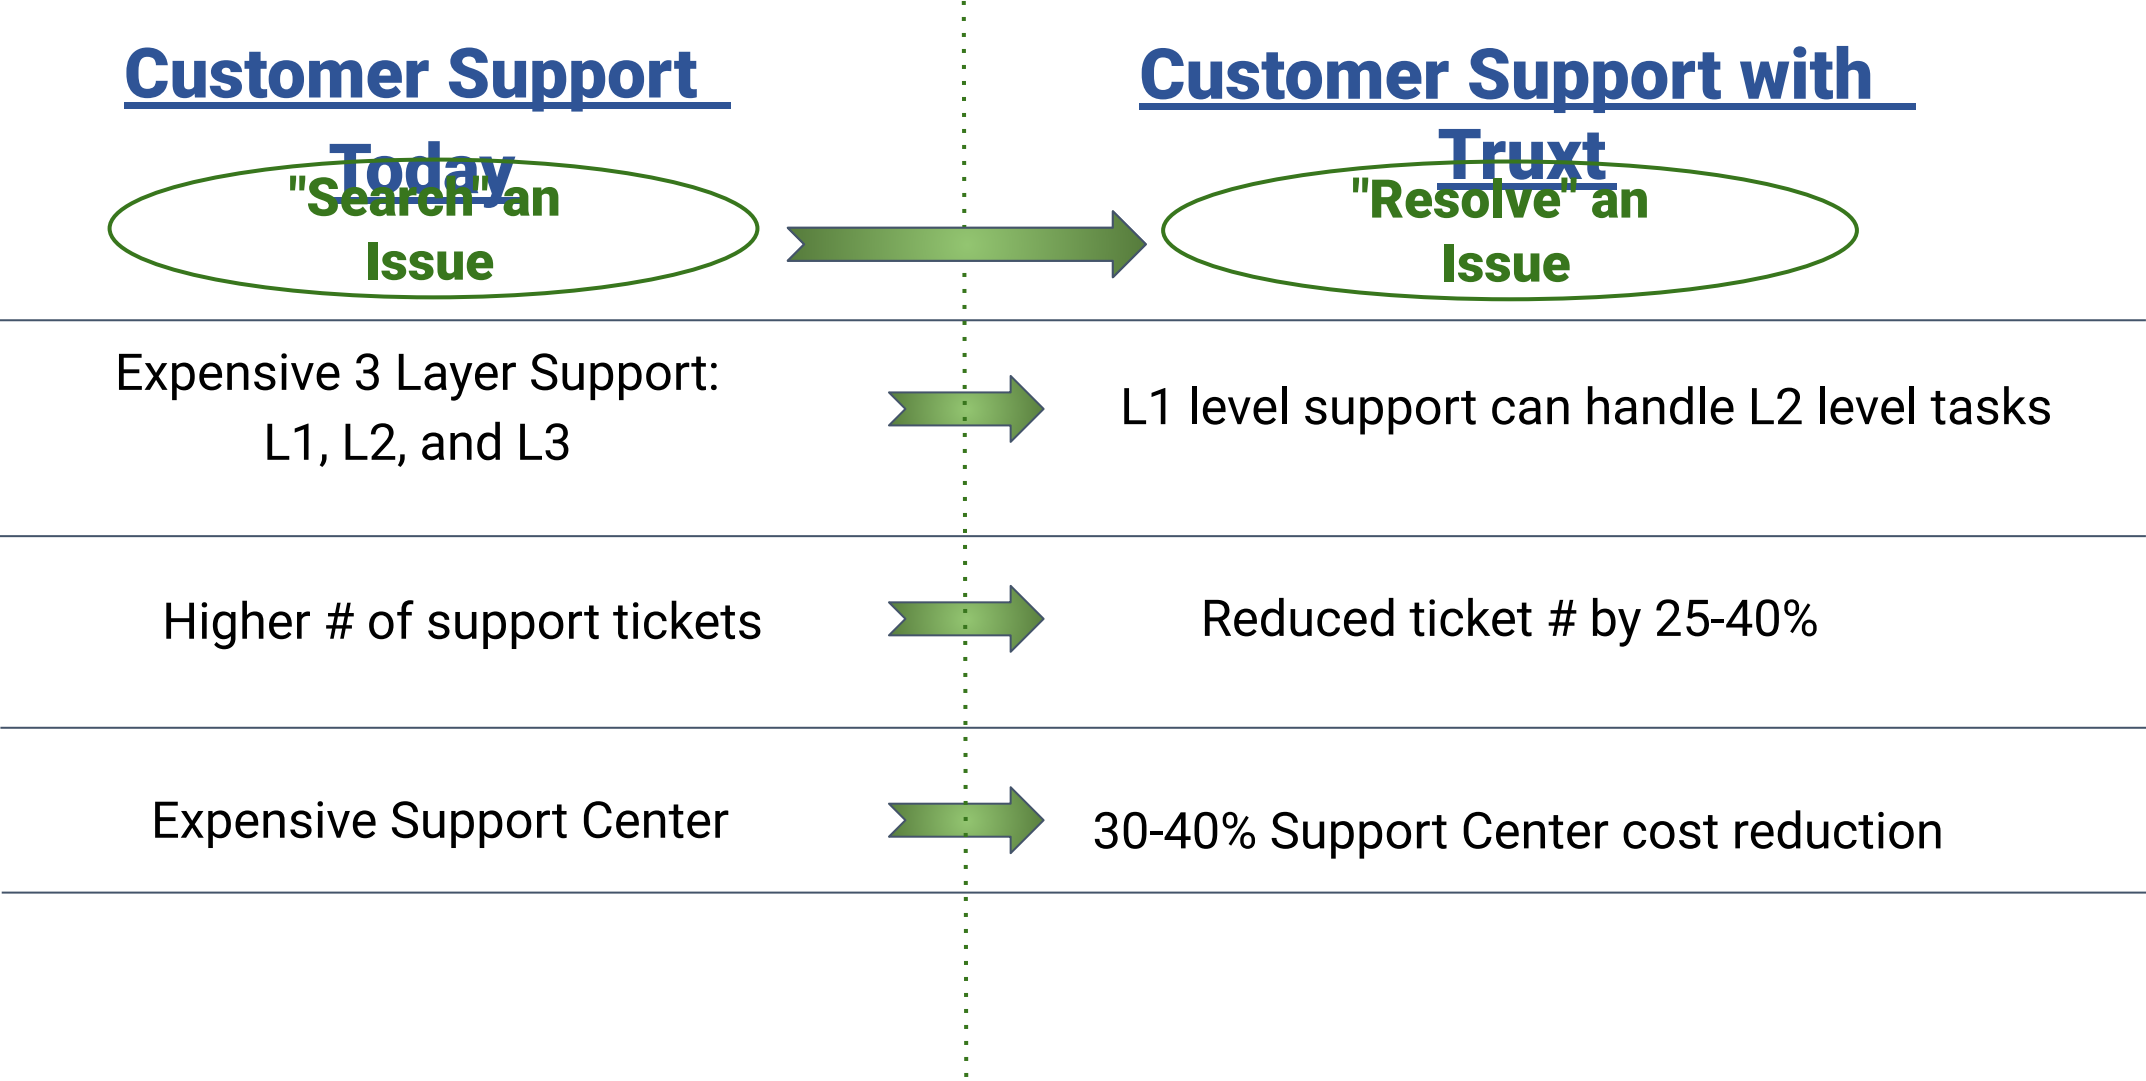 Customer Support
Today
"Search" an
Issue
Customer Support with
Truxt
"Resolve" an
Issue
Expensive 3 Layer Support:
L1, L2, and L3
L1 level support can handle L2 level tasks
Higher # of support tickets
Reduced ticket # by 25-40%
Expensive Support Center
30-40% Support Center cost reduction